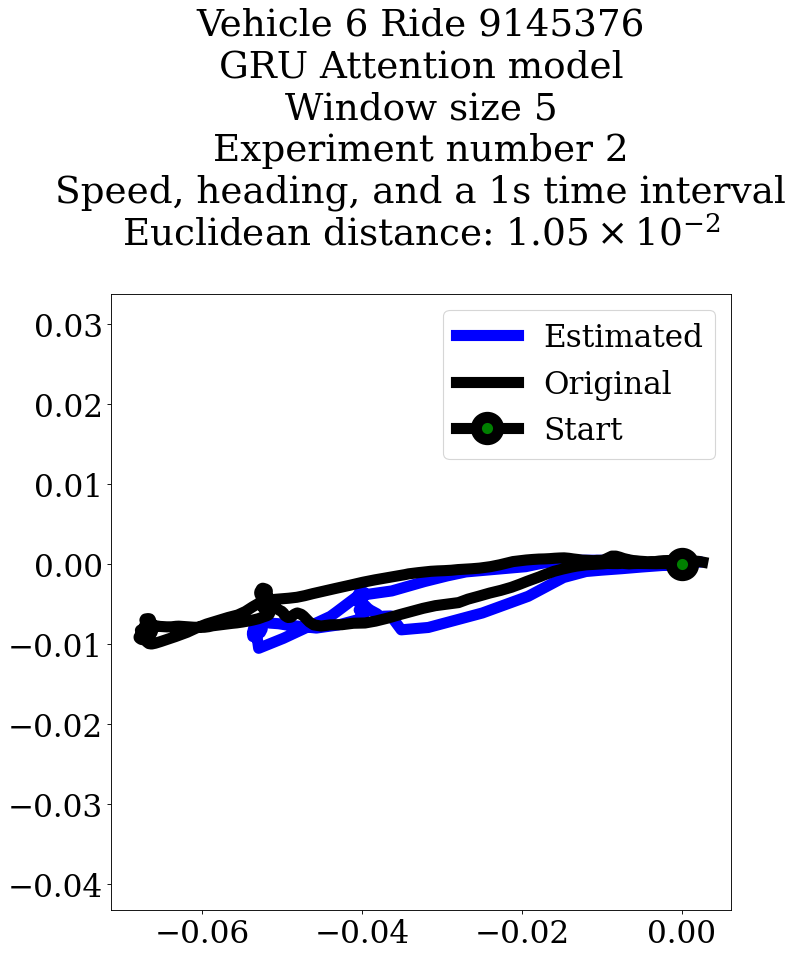 Vehicle 6 Ride 9145376
GRU Attention model
Window size 5
Experiment number 2
Speed, heading, and a 1s time interval
Euclidean distance: 1.05 × 10⁻²
Estimated
Original
Start
0.03
0.02
0.01
0.00
−0.01
−0.02
−0.03
−0.04
−0.06 −0.04 −0.02 0.00